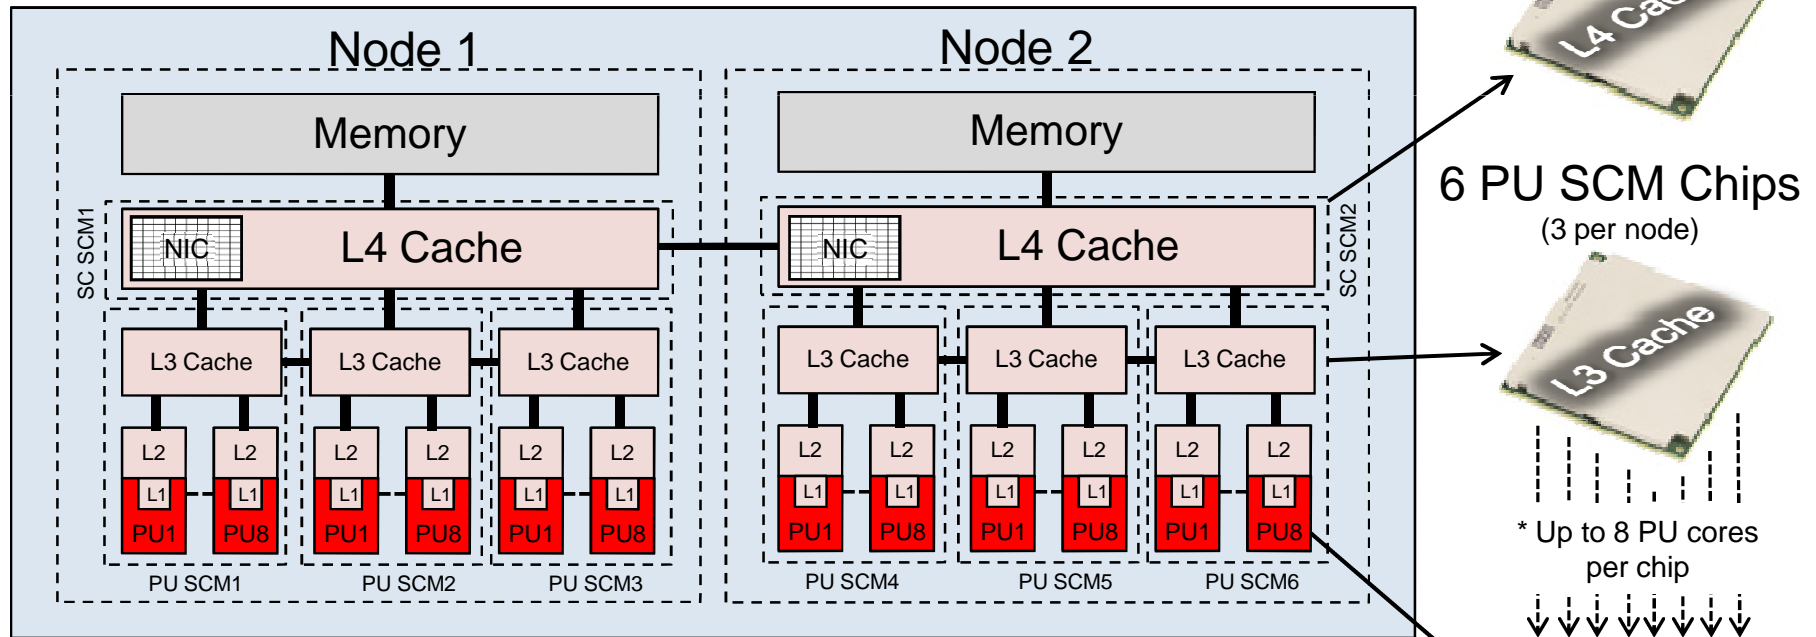 Node 1
Node 2
Memory
Memory
SC SCM1
NIC
L4 Cache
NIC
L4 Cache
SC SCM2
L3 Cache
L3 Cache
L3 Cache
L3 Cache
L3 Cache
L3 Cache
L2
L2
L2
L2
L2
L2
L2
L2
L2
L2
L2
L2
L1
L1
L1
L1
L1
L1
L1
L1
L1
L1
L1
L1
PU1
PU8
PU1
PU8
PU1
PU8
PU1
PU8
PU1
PU8
PU1
PU8
PU SCM1
PU SCM2
PU SCM3
PU SCM4
PU SCM5
PU SCM6
L4
6 PU SCM Chips
(3 per node)
L3 Cache
* Up to 8 PU cores
per chip